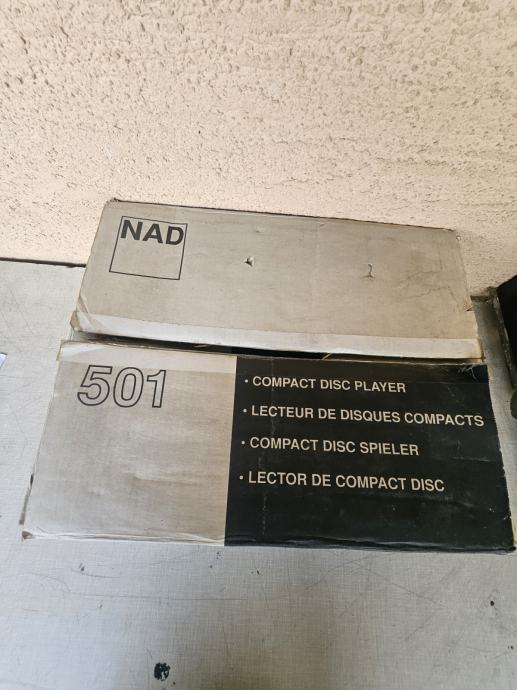 NAD
501
• COMPACT DISC PLAYER
• LECTEUR DE DISQUES COMPACTS
• COMPACT DISC SPIELER
• LECTOR DE COMPACT DISC